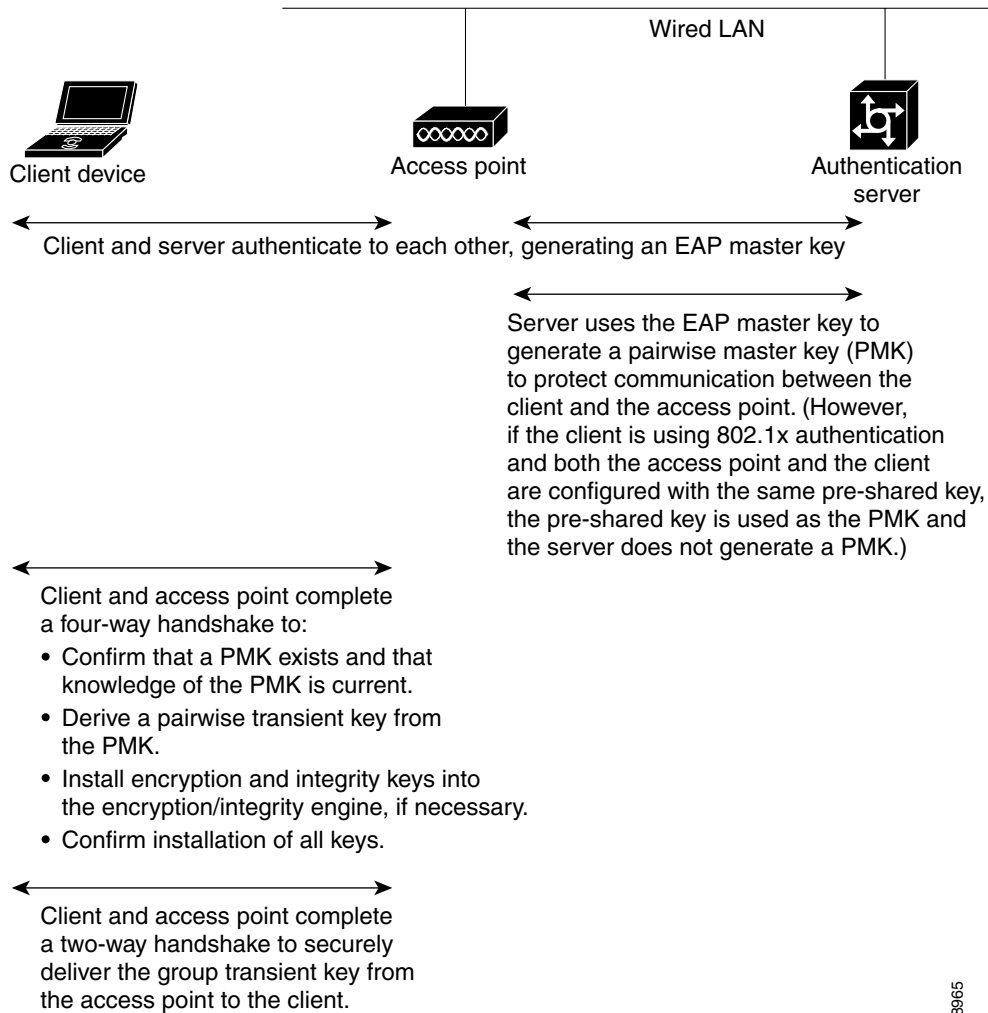 Wired LAN
Client device
Access point
Authentication
server
Client and server authenticate to each other, generating an EAP master key
Server uses the EAP master key to
generate a pairwise master key (PMK)
to protect communication between the
client and the access point. (However,
if the client is using 802.1x authentication
and both the access point and the client
are configured with the same pre-shared key,
the pre-shared key is used as the PMK and
the server does not generate a PMK.)
Client and access point complete
a four-way handshake to:
• Confirm that a PMK exists and that
knowledge of the PMK is current.
• Derive a pairwise transient key from
the PMK.
• Install encryption and integrity keys into
the encryption/integrity engine, if necessary.
• Confirm installation of all keys.
Client and access point complete
a two-way handshake to securely
deliver the group transient key from
the access point to the client.